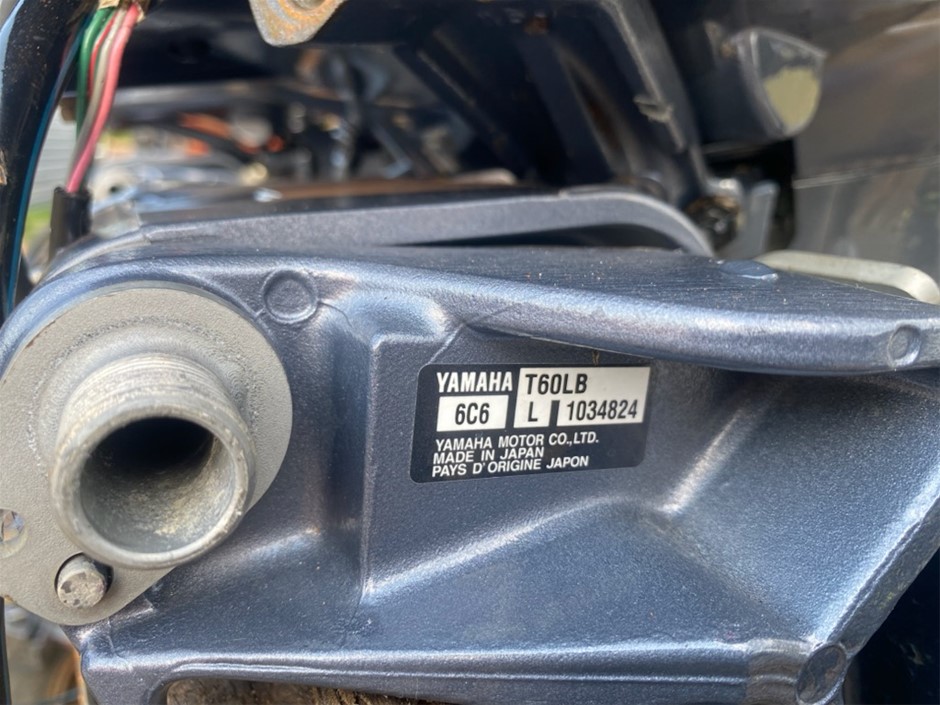 YAMAHA T60LB
6C6 L 1034824
YAMAHA MOTOR CO.,LTD.
MADE IN JAPAN
PAYS D'ORIGINE JAPON